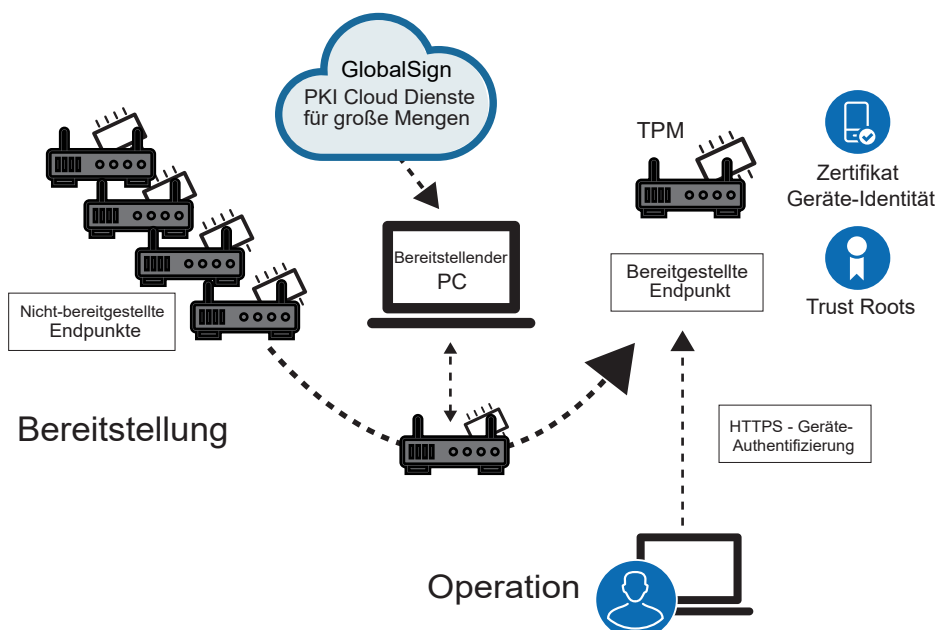 GlobalSign
PKI Cloud Dienste
für große Mengen
TPM
Zertifikat
Geräte-Identität
Bereitstellender
PC
Bereitgestellte
Endpunkt
Trust Roots
Nicht-bereitgestellte
Endpunkte
Bereitstellung
HTTPS - Geräte-
Authentifizierung
Operation